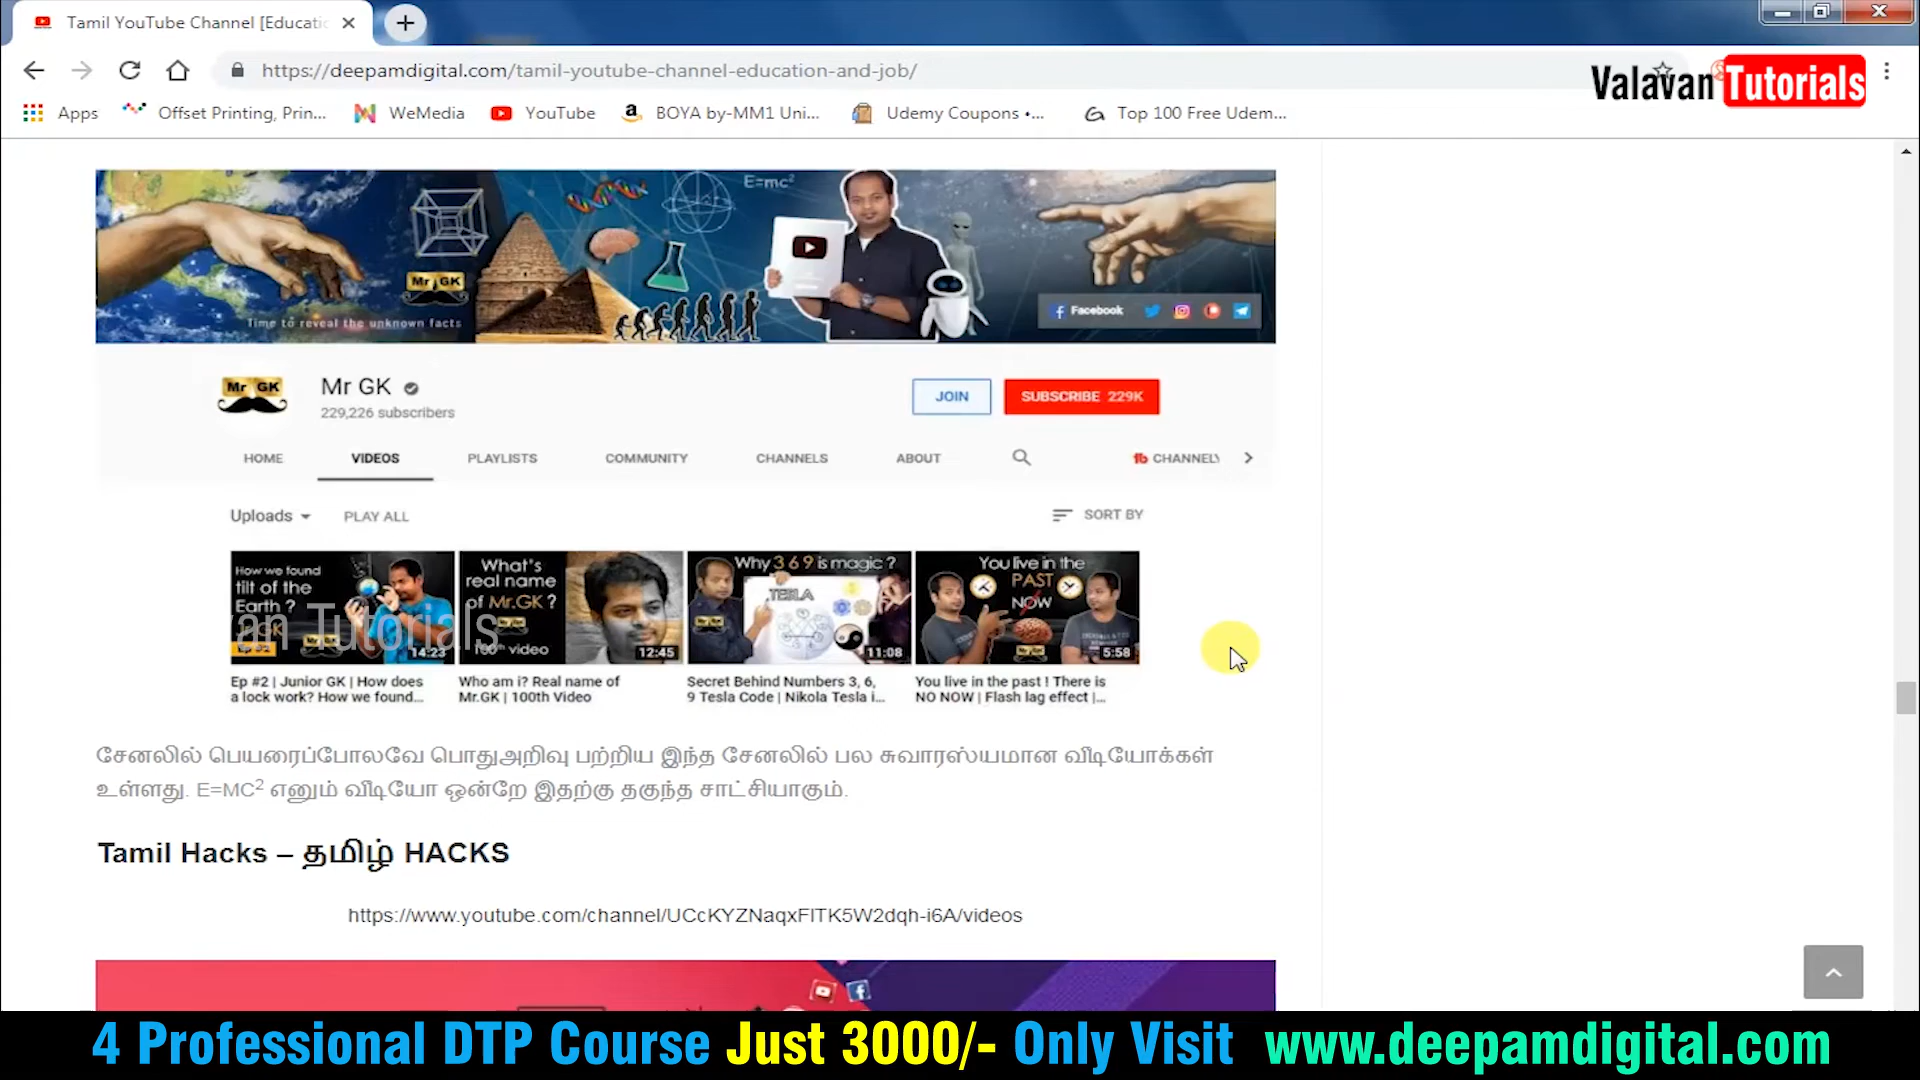 Tamil YouTube Channel [Educatio
https://deepamdigital.com/tamil-youtube-channel-education-and-job/
Valavan Tutorials
Apps
Offset Printing, Prin...
WeMedia
YouTube
BOYA by-MM1 Uni...
Udemy Coupons •...
Top 100 Free Udem...
E=mc²
Mr GK
Time to reveal the unknown facts
Facebook
Mr GK
Mr GK
229,226 subscribers
JOIN
SUBSCRIBE 229K
HOME
VIDEOS
PLAYLISTS
COMMUNITY
CHANNELS
ABOUT
CHANNEL
Uploads
PLAY ALL
SORT BY
How we found
tilt of the
Earth ?
14:23
What's
real name
of Mr.GK ?
100th video
12:45
Why 3 6 9 is magic ?
TESLA
11:08
You live in the
PAST
NOW
5:58
van Tutorials
Ep #2 | Junior GK | How does
a lock work? How we found...
Who am i? Real name of
Mr.GK | 100th Video
Secret Behind Numbers 3, 6,
9 Tesla Code | Nikola Tesla i...
You live in the past ! There is
NO NOW | Flash lag effect |...
சேனலில் பெயரைப்போலவே பொதுஅறிவு பற்றிய இந்த சேனலில் பல சுவாரஸ்யமான வீடியோக்கள்
உள்ளது. E=MC² எனும் வீடியோ ஒன்றே இதற்கு தகுந்த சாட்சியாகும்.
Tamil Hacks – தமிழ் HACKS
https://www.youtube.com/channel/UCcKYZNaqxFITK5W2dqh-i6A/videos
4 Professional DTP Course Just 3000/- Only Visit www.deepamdigital.com